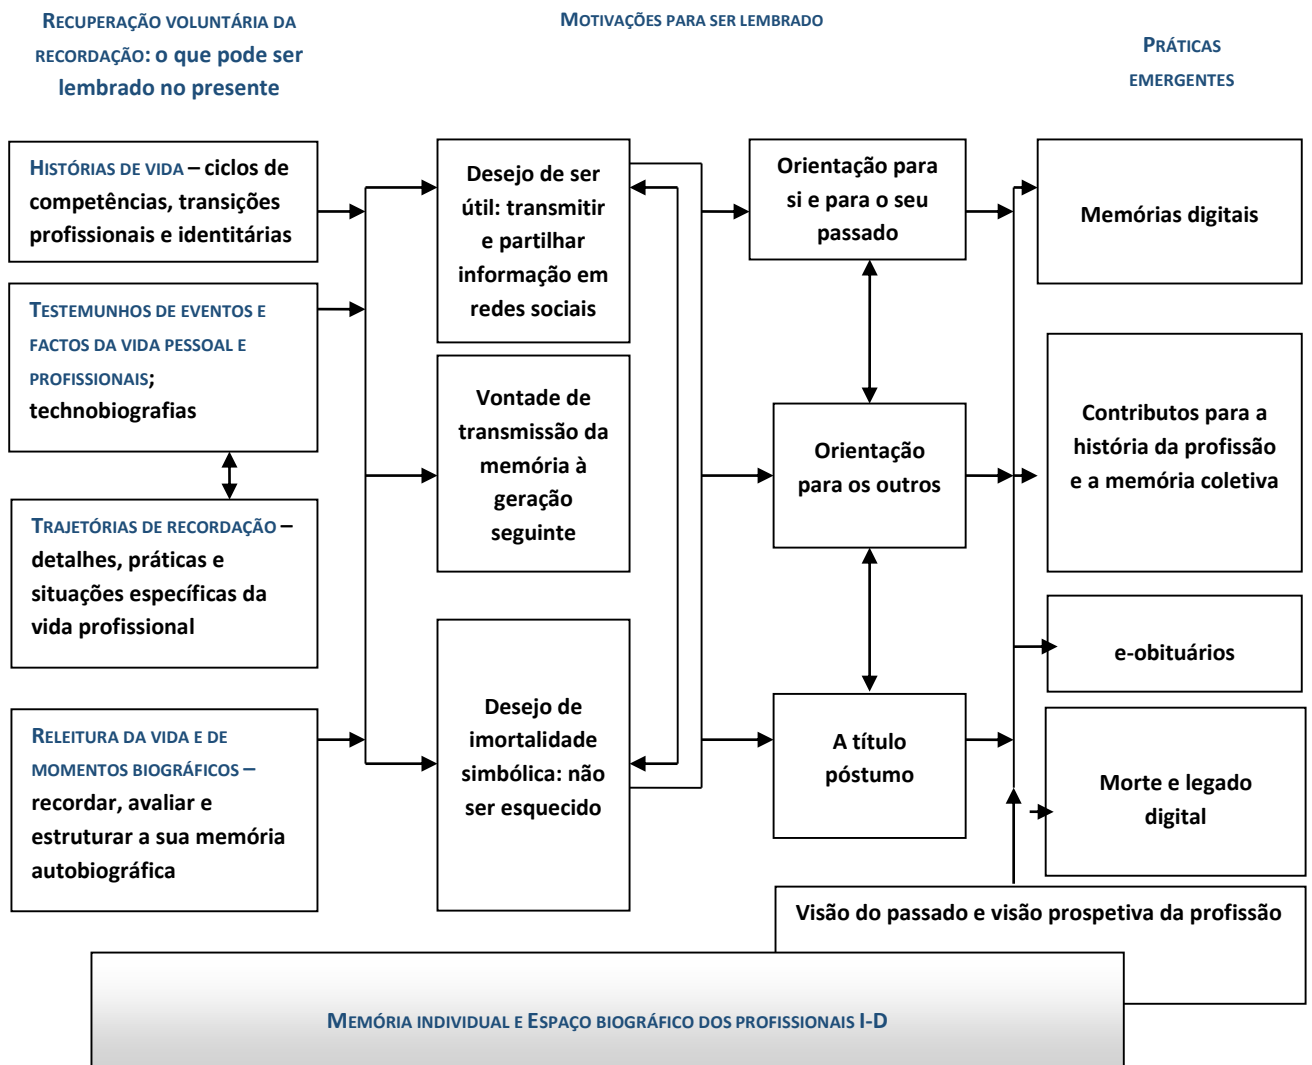 RECUPERAÇÃO VOLUNTÁRIA DA
RECORDAÇÃO: o que pode ser
lembrado no presente
MOTIVAÇÕES PARA SER LEMBRADO
PRÁTICAS
EMERGENTES
HISTÓRIAS DE VIDA – ciclos de
competências, transições
profissionais e identitárias
TESTEMUNHOS DE EVENTOS E
FACTOS DA VIDA PESSOAL E
PROFISSIONAIS;
technobiografias
TRAJETÓRIAS DE RECORDAÇÃO –
detalhes, práticas e
situações específicas da
vida profissional
RELEITURA DA VIDA E DE
MOMENTOS BIOGRÁFICOS –
recordar, avaliar e
estruturar a sua memória
autobiográfica
Desejo de ser
útil: transmitir
e partilhar
informação em
redes sociais
Vontade de
transmissão da
memória à
geração
seguinte
Desejo de
imortalidade
simbólica: não
ser esquecido
Orientação para
si e para o seu
passado
Orientação
para os outros
A título
póstumo
Memórias digitais
Contributos para a
história da profissão
e a memória coletiva
e-obituários
Morte e legado
digital
Visão do passado e visão prospetiva da profissão
MEMÓRIA INDIVIDUAL E ESPAÇO BIOGRÁFICO DOS PROFISSIONAIS I-D